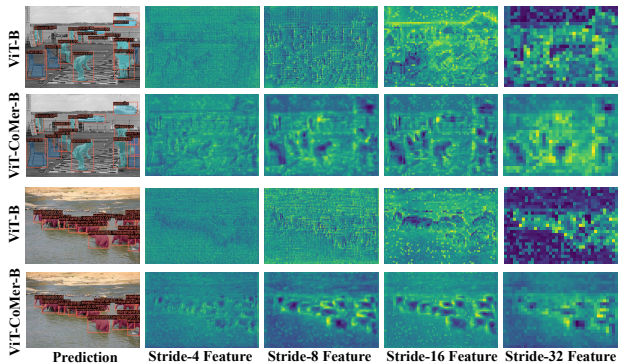 ViT-B
ViT-CoMer-B
ViT-B
ViT-CoMer-B
Prediction Stride-4 Feature Stride-8 Feature Stride-16 Feature Stride-32 Feature